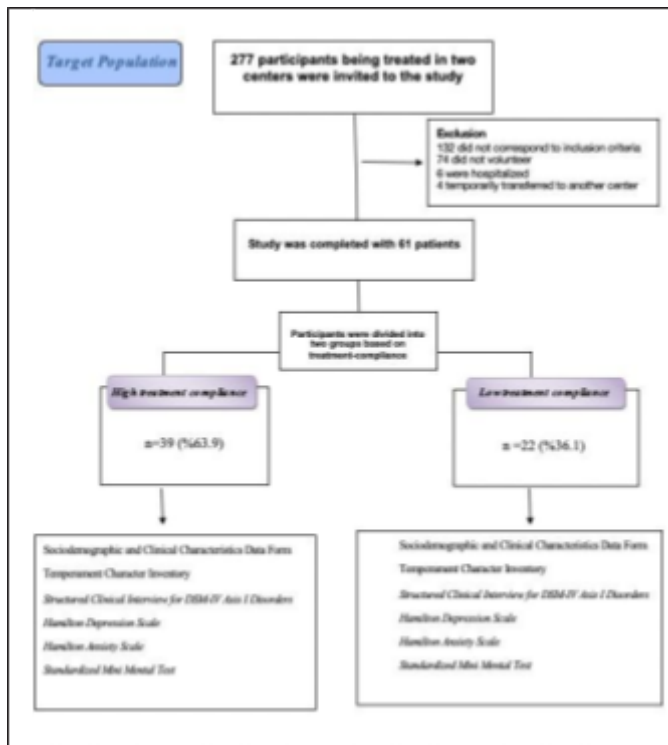 Target Population
277 participants being treated in two
centers were invited to the study
Exclusion
132 did not correspond to inclusion criteria
74 did not volunteer
6 were hospitalized
4 temporarily transferred to another center
Study was completed with 61 patients
Participants were divided into
two groups based on
treatment-compliance
High treatment compliance
n=39 (%63.9)
Low treatment compliance
n =22 (%36.1)
Sociodemographic and Clinical Characteristics Data Form
Temperament Character Inventory
Structured Clinical Interview for DSM-IV Axis I Disorders
Hamilton Depression Scale
Hamilton Anxiety Scale
Standardized Mini Mental Test
Sociodemographic and Clinical Characteristics Data Form
Temperament Character Inventory
Structured Clinical Interview for DSM-IV Axis I Disorders
Hamilton Depression Scale
Hamilton Anxiety Scale
Standardized Mini Mental Test